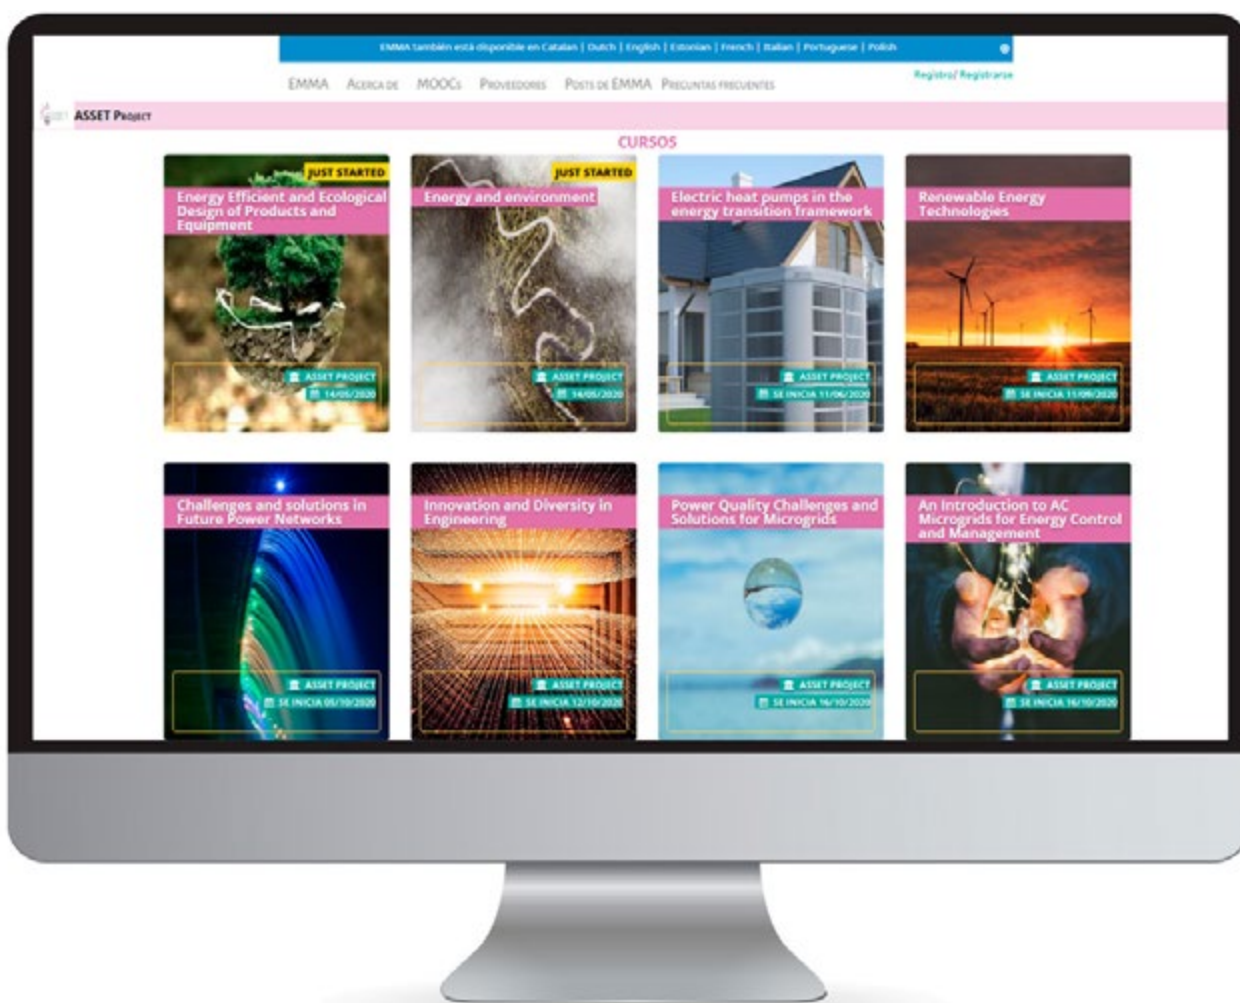 EMMA también está disponible en Catalan | Dutch | English | Estonian | French | Italian | Portuguese | Polish
Registro/ Registrarse
EMMA Acerca de MOOCs Proveedores Posts de EMMA Preguntas frecuentes
ASSET Project
CURSOS
JUST STARTED
Energy Efficient and Ecological
Design of Products and
Equipment
ASSET PROJECT
14/05/2020
JUST STARTED
Energy and environment
ASSET PROJECT
14/05/2020
Electric heat pumps in the
energy transition framework
ASSET PROJECT
SE INICIA 11/06/2020
Renewable Energy
Technologies
ASSET PROJECT
SE INICIA 11/09/2020
Challenges and solutions in
Future Power Networks
ASSET PROJECT
SE INICIA 05/10/2020
Innovation and Diversity in
Engineering
ASSET PROJECT
SE INICIA 12/10/2020
Power Quality Challenges and
Solutions for Microgrids
ASSET PROJECT
SE INICIA 16/10/2020
An Introduction to AC
Microgrids for Energy Control
and Management
ASSET PROJECT
SE INICIA 16/10/2020